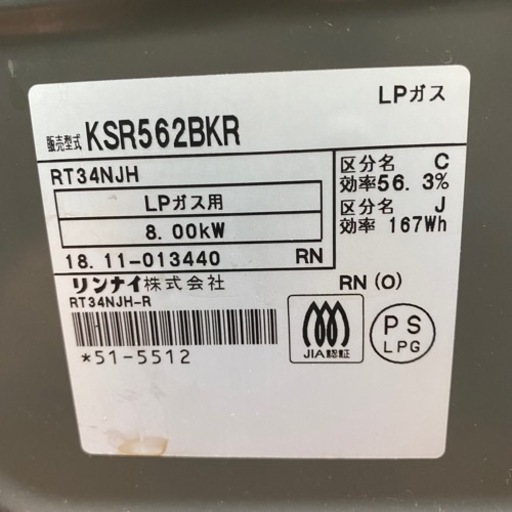 LPガス
販売型式 KSR562BKR
RT34NJH
LPガス用
8.00kW
18.11-013440 RN
区分名 C
効率56.3%
区分名 J
効率 167Wh
リンナイ株式会社
RN (O)
RT34NJH-R
*51-5512
JIA認証
PS
LPG